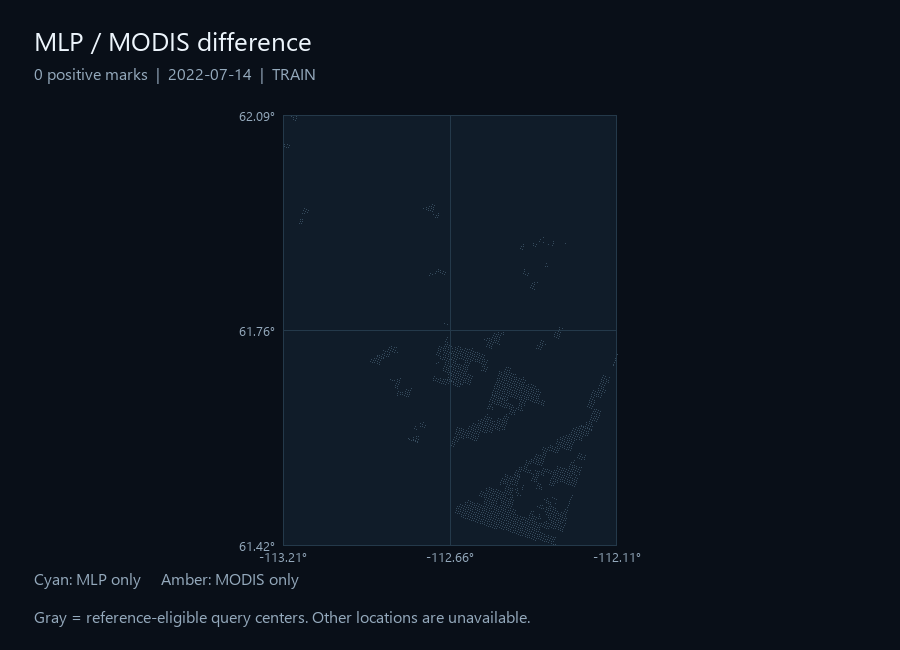 MLP / MODIS difference
0 positive marks | 2022-07-14 | TRAIN
62.09°
61.76°
61.42°
-113.21° -112.66° -112.11°
Cyan: MLP only Amber: MODIS only
Gray = reference-eligible query centers. Other locations are unavailable.